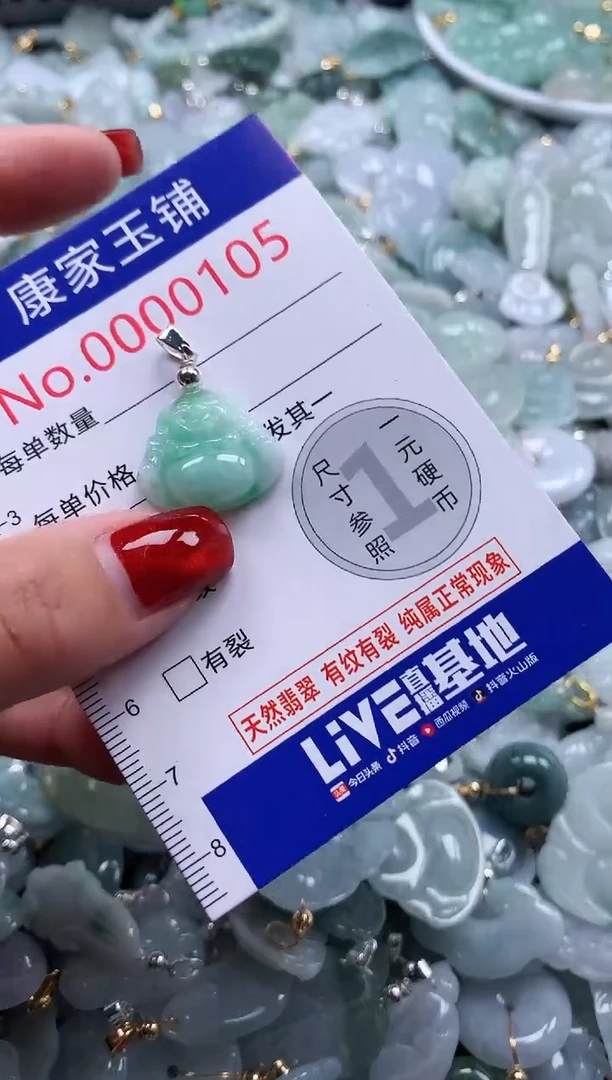 康家玉铺
No.0000105
每单数量
发其一
每单价格
一元硬币
1
尺寸参照
有裂
天然翡翠 有纹有裂 纯属正常现象
LiVE直播基地
今日头条 抖音 西瓜视频 抖音火山版
6
7
8